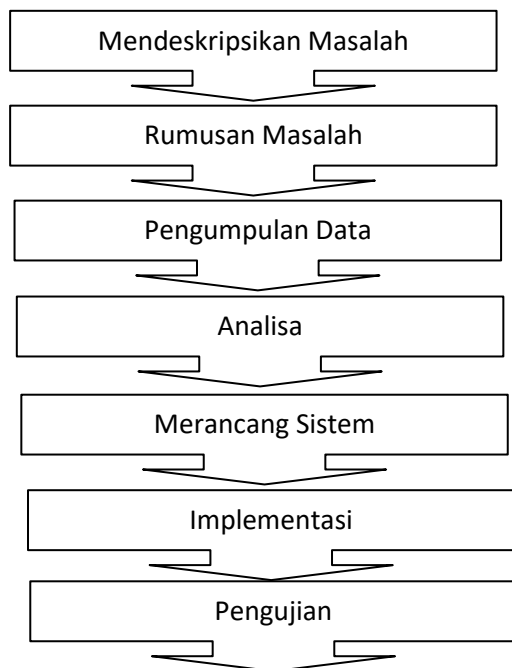 Mendeskripsikan Masalah
Rumusan Masalah
Pengumpulan Data
Analisa
Merancang Sistem
Implementasi
Pengujian